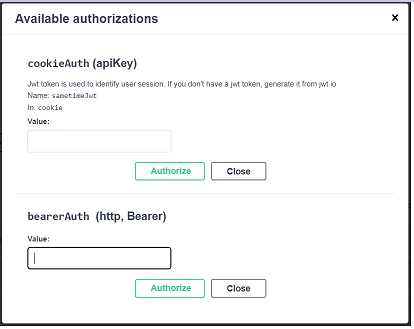 Available authorizations
×
cookieAuth (apiKey)
Jwt token is used to identify user session. If you don't have a jwt token, generate it from jwt.io
Name: sametimeJwt
In: cookie
Value:
Authorize Close
bearerAuth (http, Bearer)
Value:
Authorize Close